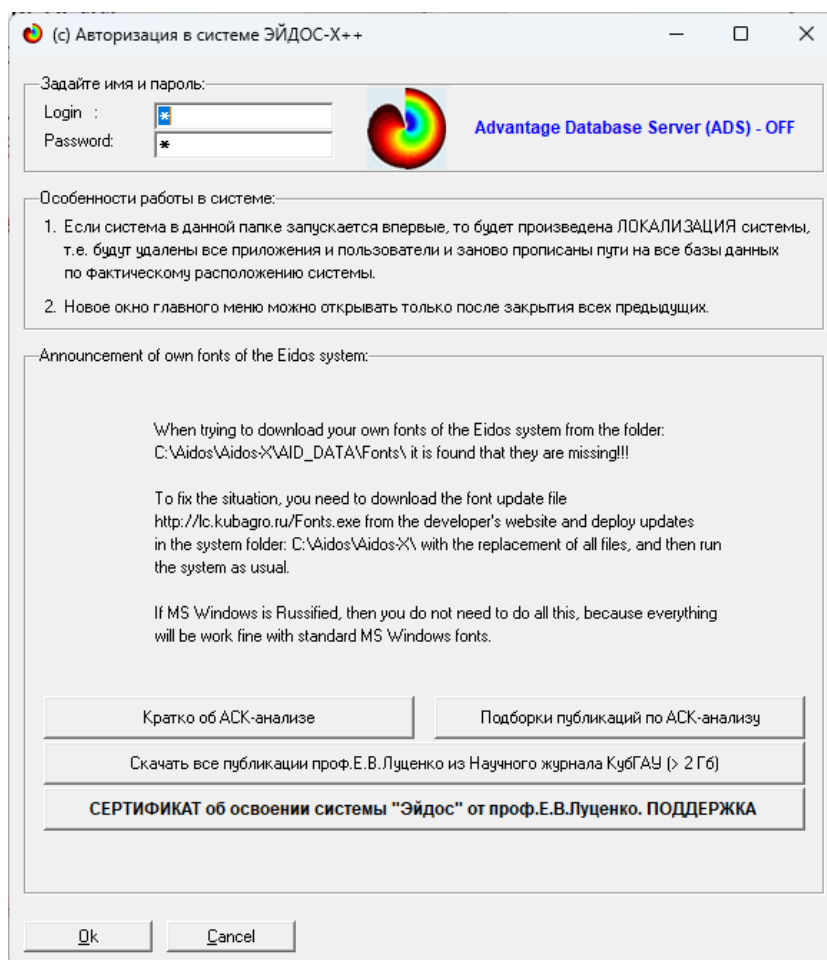 (c) Авторизация в системе ЭЙДОС-X++
Задайте имя и пароль:
Login :
*
Password:
*
Advantage Database Server (ADS) - OFF
Особенности работы в системе:
1. Если система в данной папке запускается впервые, то будет произведена ЛОКАЛИЗАЦИЯ системы,
т.е. будут удалены все приложения и пользователи и заново прописаны пути на все базы данных
по фактическому расположению системы.
2. Новое окно главного меню можно открывать только после закрытия всех предыдущих.
Announcement of own fonts of the Eidos system:
When trying to download your own fonts of the Eidos system from the folder:
C:\Aidos\Aidos-X\AID_DATA\Fonts\ it is found that they are missing!!!
To fix the situation, you need to download the font update file
http://lc.kubagro.ru/Fonts.exe from the developer's website and deploy updates
in the system folder: C:\Aidos\Aidos-X\ with the replacement of all files, and then run
the system as usual.
If MS Windows is Russified, then you do not need to do all this, because everything
will be work fine with standard MS Windows fonts.
Кратко об АСК-анализе
Подборки публикаций по АСК-анализу
Скачать все публикации проф.Е.В.Луценко из Научного журнала КубГАУ (> 2 Гб)
СЕРТИФИКАТ об освоении системы "Эйдос" от проф.Е.В.Луценко. ПОДДЕРЖКА
Ok
Cancel